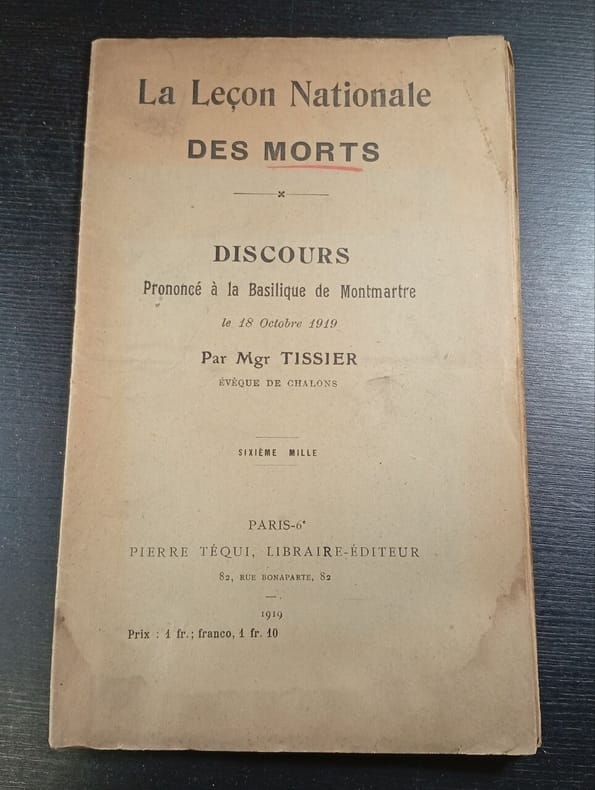 La Leçon Nationale
DES MORTS
DISCOURS
Prononcé à la Basilique de Montmartre
le 18 Octobre 1919
Par Mgr TISSIER
ÉVÊQUE DE CHALONS
SIXIÈME MILLE
PARIS-6e
PIERRE TÉQUI, LIBRAIRE-ÉDITEUR
82, RUE BONAPARTE, 82
1919
Prix : 1 fr.; franco, 1 fr. 10